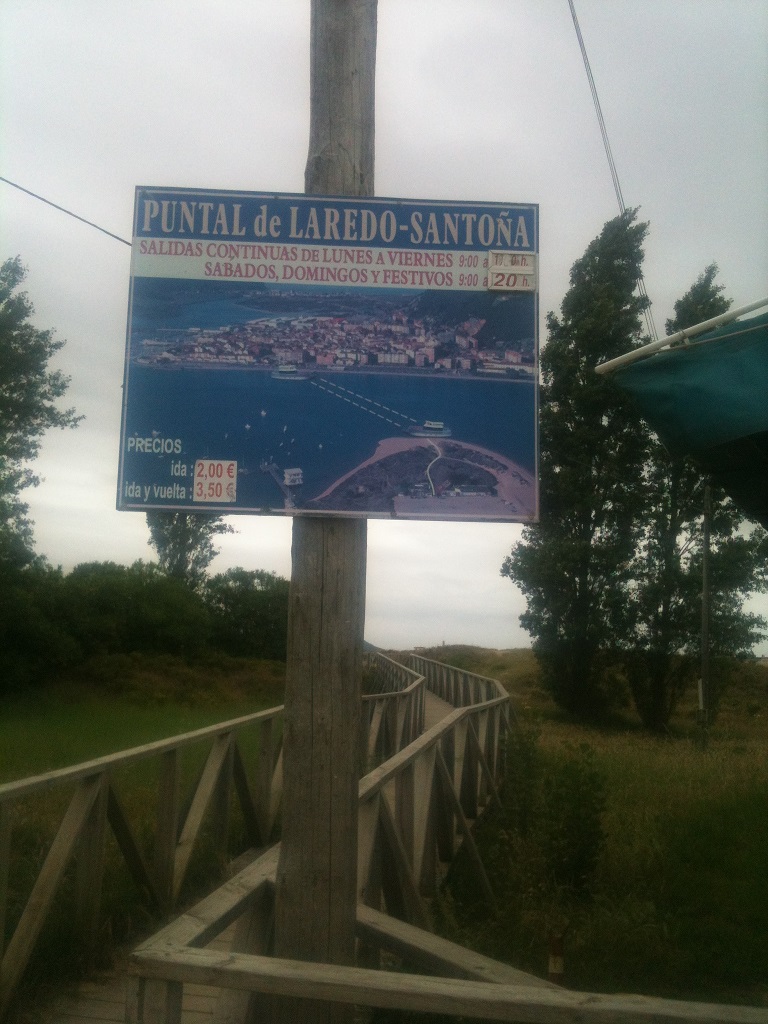 PUNTAL de LAREDO-SANTOÑA
SALIDAS CONTINUAS DE LUNES A VIERNES 9:00 a
SABADOS, DOMINGOS Y FESTIVOS 9:00 a 20 h.
PRECIOS
ida : 2,00 €
ida y vuelta : 3,50 €